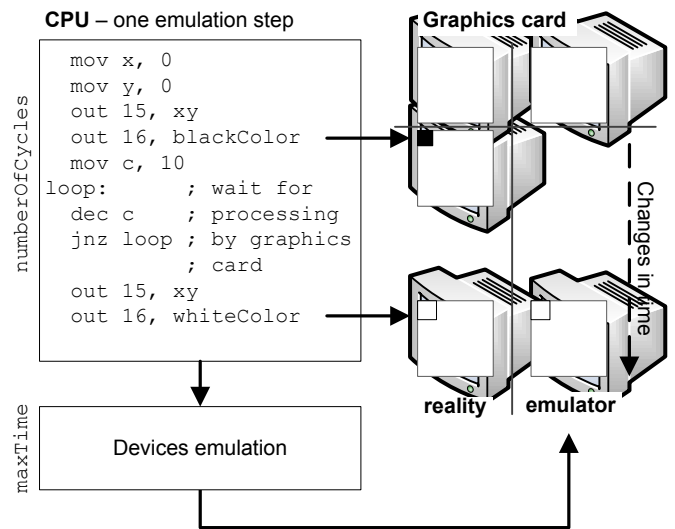 CPU – one emulation step
numberOfCycles
mov x, 0
mov y, 0
out 15, xy
out 16, blackColor
mov c, 10
loop:        ; wait for
dec c    ; processing
jnz loop ; by graphics
; card
out 15, xy
out 16, whiteColor
Graphics card
Changes in time
reality
emulator
maxTime
Devices emulation